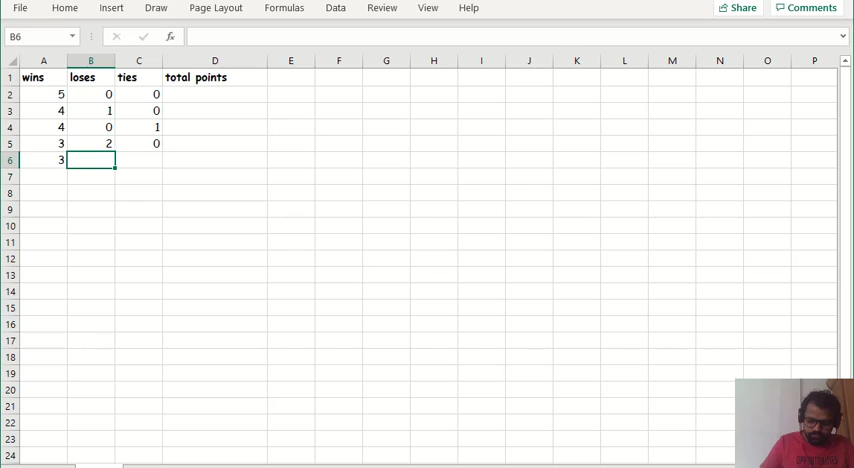 File Home Insert Draw Page Layout Formulas Data Review View Help Share Comments
B6 fx
A B C D E F G H I J K L M N O P
1 wins loses ties total points
2 5 0 0
3 4 1 0
4 4 0 1
5 3 2 0
6 3
7
8
9
10
11
12
13
14
15
16
17
18
19
20
21
22
23
24